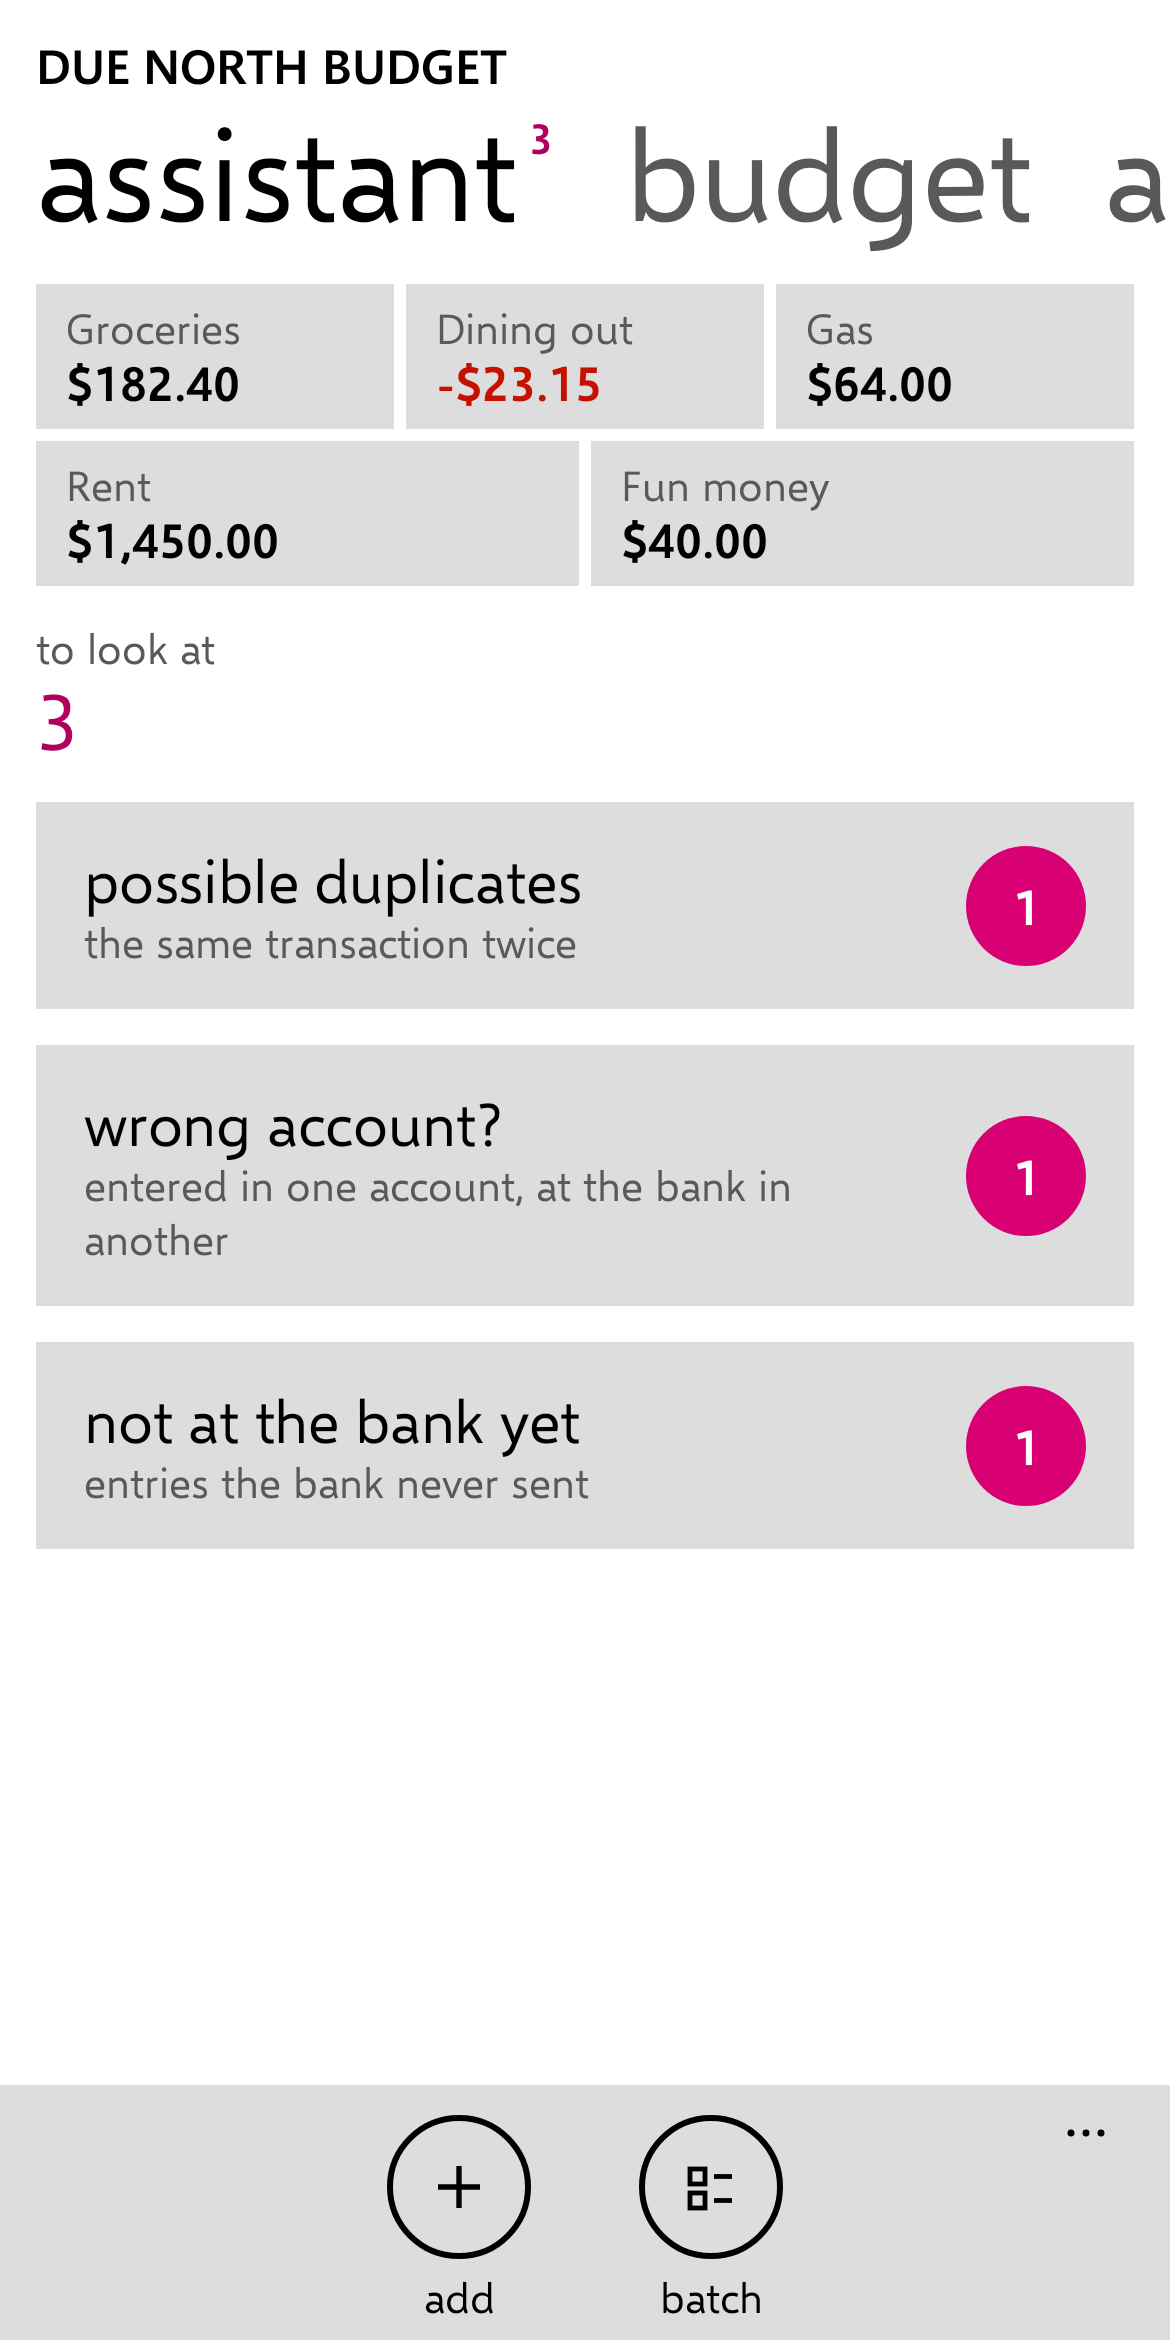 DUE NORTH BUDGET
assistant 3 budget a
Groceries
$182.40
Dining out
-$23.15
Gas
$64.00
Rent
$1,450.00
Fun money
$40.00
to look at
3
possible duplicates
the same transaction twice
1
wrong account?
entered in one account, at the bank in
another
1
not at the bank yet
entries the bank never sent
1
...
add
batch